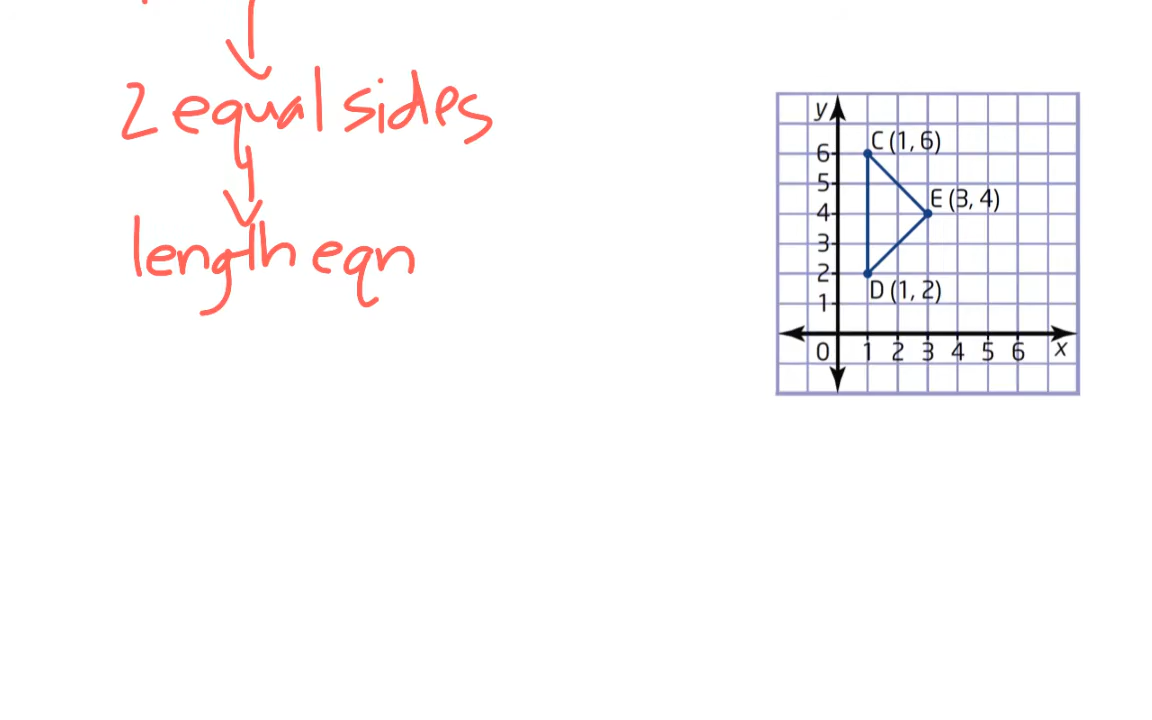 2 equal sides
length eqn
y
C (1, 6)
6
5
E (3, 4)
4
3
2
D (1, 2)
1
0 1 2 3 4 5 6 x